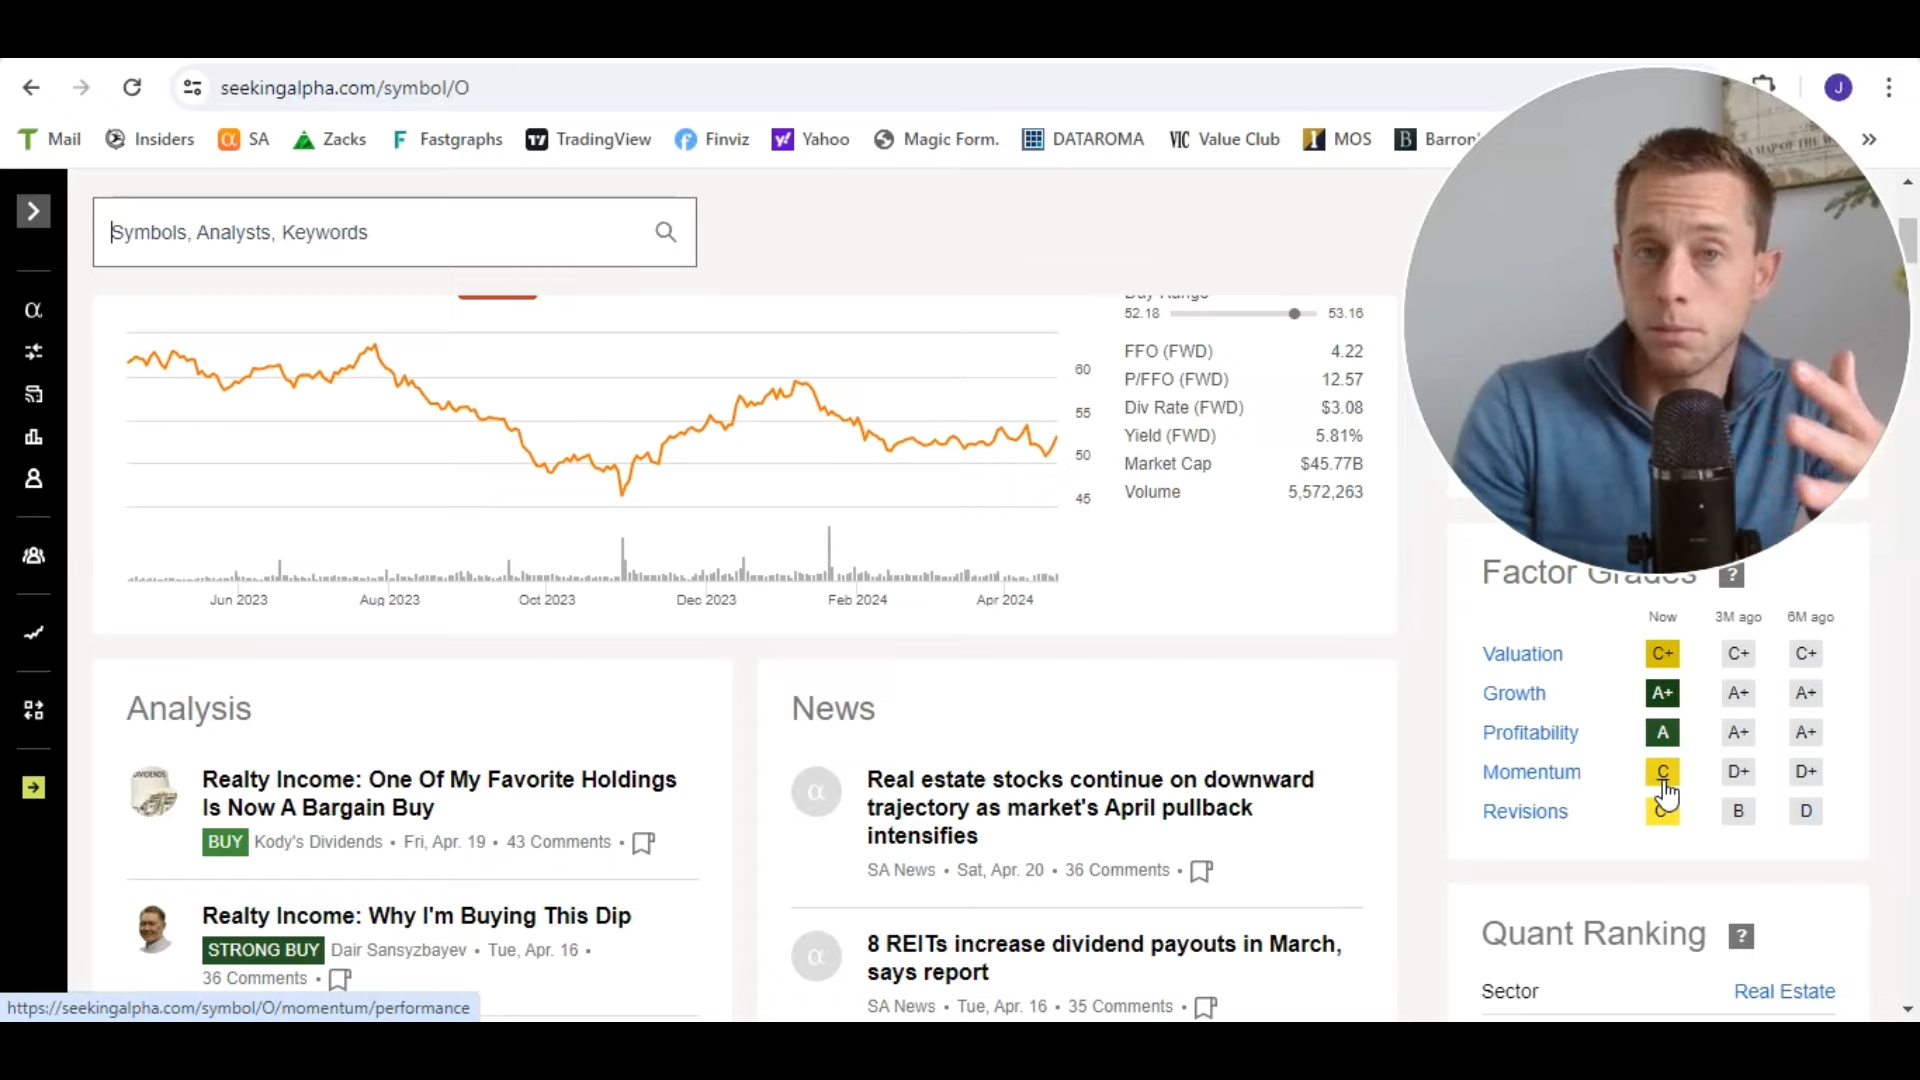 seekingalpha.com/symbol/O
J
Mail Insiders SA Zacks Fastgraphs TradingView Finviz Yahoo Magic Form. DATAROMA VIC Value Club MOS Barron'
A MAP OF THE
Symbols, Analysts, Keywords
Day Range
52.18 53.16
60
55
50
45
FFO (FWD) 4.22
P/FFO (FWD) 12.57
Div Rate (FWD) $3.08
Yield (FWD) 5.81%
Market Cap $45.77B
Volume 5,572,263
Jun 2023 Aug 2023 Oct 2023 Dec 2023 Feb 2024 Apr 2024
Analysis
Realty Income: One Of My Favorite Holdings
Is Now A Bargain Buy
BUY Kody's Dividends • Fri, Apr. 19 • 43 Comments •
Realty Income: Why I'm Buying This Dip
STRONG BUY Dair Sansyzbayev • Tue, Apr. 16 •
36 Comments •
News
Real estate stocks continue on downward
trajectory as market's April pullback
intensifies
SA News • Sat, Apr. 20 • 36 Comments •
8 REITs increase dividend payouts in March,
says report
SA News • Tue, Apr. 16 • 35 Comments •
Factor Grades ?
Now 3M ago 6M ago
Valuation C+ C+ C+
Growth A+ A+ A+
Profitability A A+ A+
Momentum C D+ D+
Revisions B D
Quant Ranking ?
Sector Real Estate
https://seekingalpha.com/symbol/O/momentum/performance